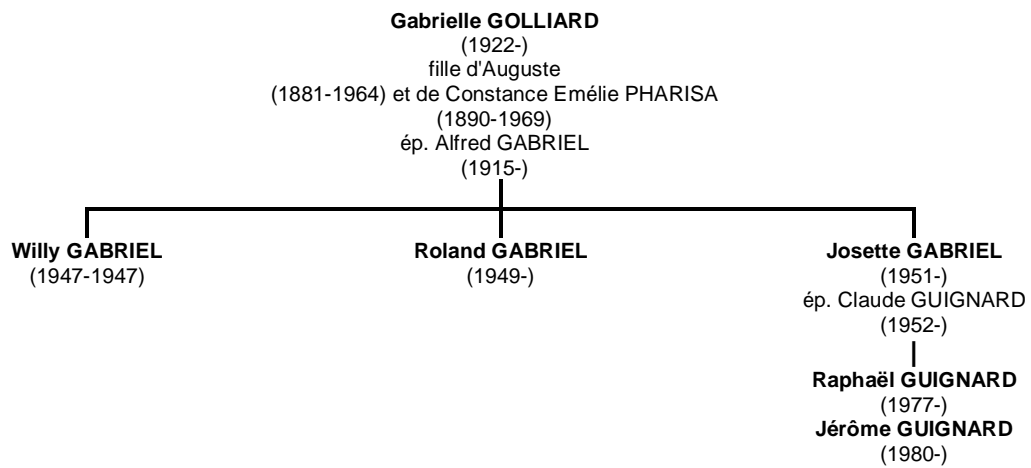 Gabrielle GOLLIARD
(1922-)
fille d'Auguste
(1881-1964) et de Constance Emélie PHARISA
(1890-1969)
ép. Alfred GABRIEL
(1915-)
Willy GABRIEL
(1947-1947)
Roland GABRIEL
(1949-)
Josette GABRIEL
(1951-)
ép. Claude GUIGNARD
(1952-)
Raphaël GUIGNARD
(1977-)
Jérôme GUIGNARD
(1980-)